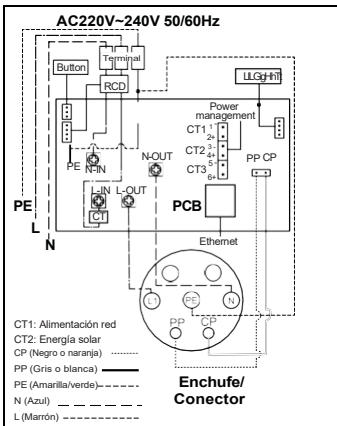 AC220V~240V 50/60Hz
Terminal
Button
RCD
Power
management
CT1 1-
2+
CT2 3-
4+
CT3 5-
6+
PP CP
PE
N-IN
N-OUT
L-IN
L-OUT
CT
PCB
PE
L
N
Ethernet
L1
PE
N
PP
CP
CT1: Alimentación red
CT2: Energía solar
CP (Negro o naranja)
PP (Gris o blanca)
PE (Amarilla/verde)
N (Azul)
L (Marrón)
Enchufe/
Conector